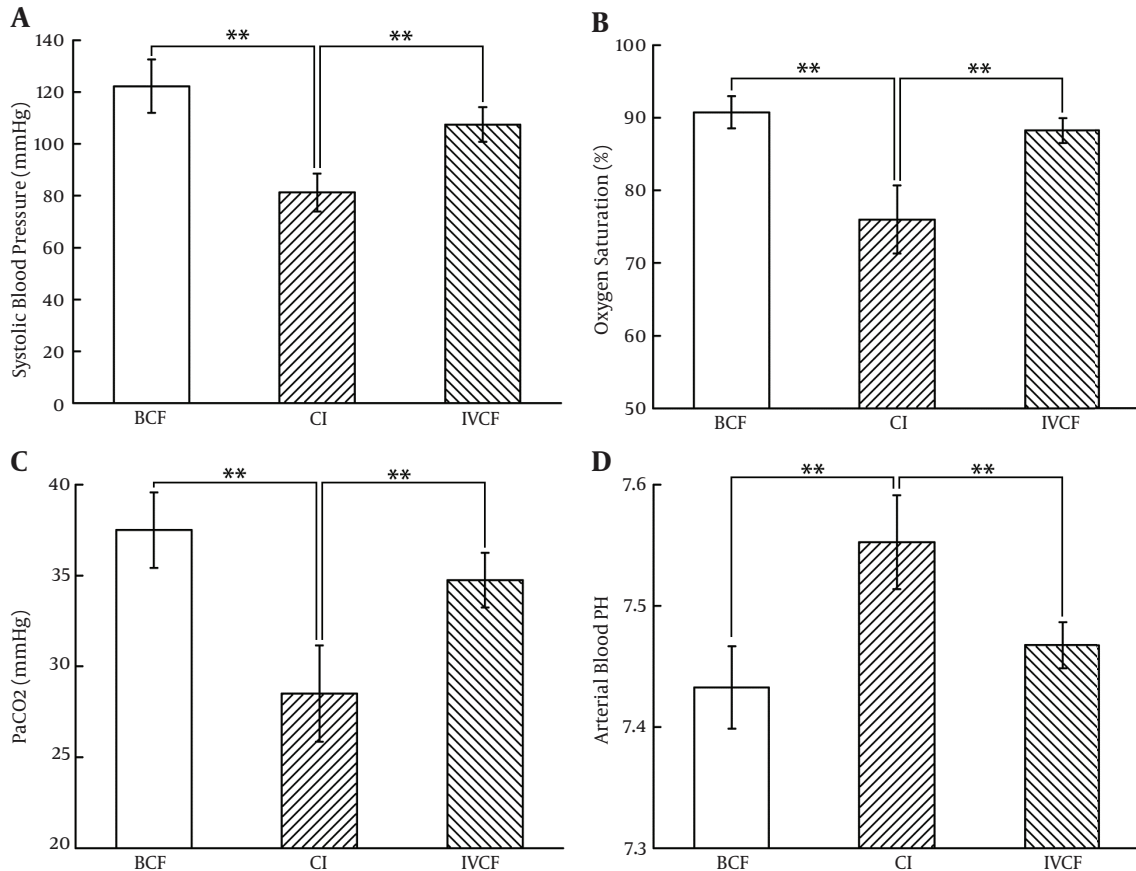 A
Systolic Blood Pressure (mmHg)
140
120
100
80
60
40
20
0
**
**
BCF
CI
IVCF
B
Oxygen Saturation (%)
100
90
80
70
60
50
**
**
BCF
CI
IVCF
C
PaCO2 (mmHg)
40
35
30
25
20
**
**
BCF
CI
IVCF
D
Arterial Blood PH
7.6
7.5
7.4
7.3
**
**
BCF
CI
IVCF